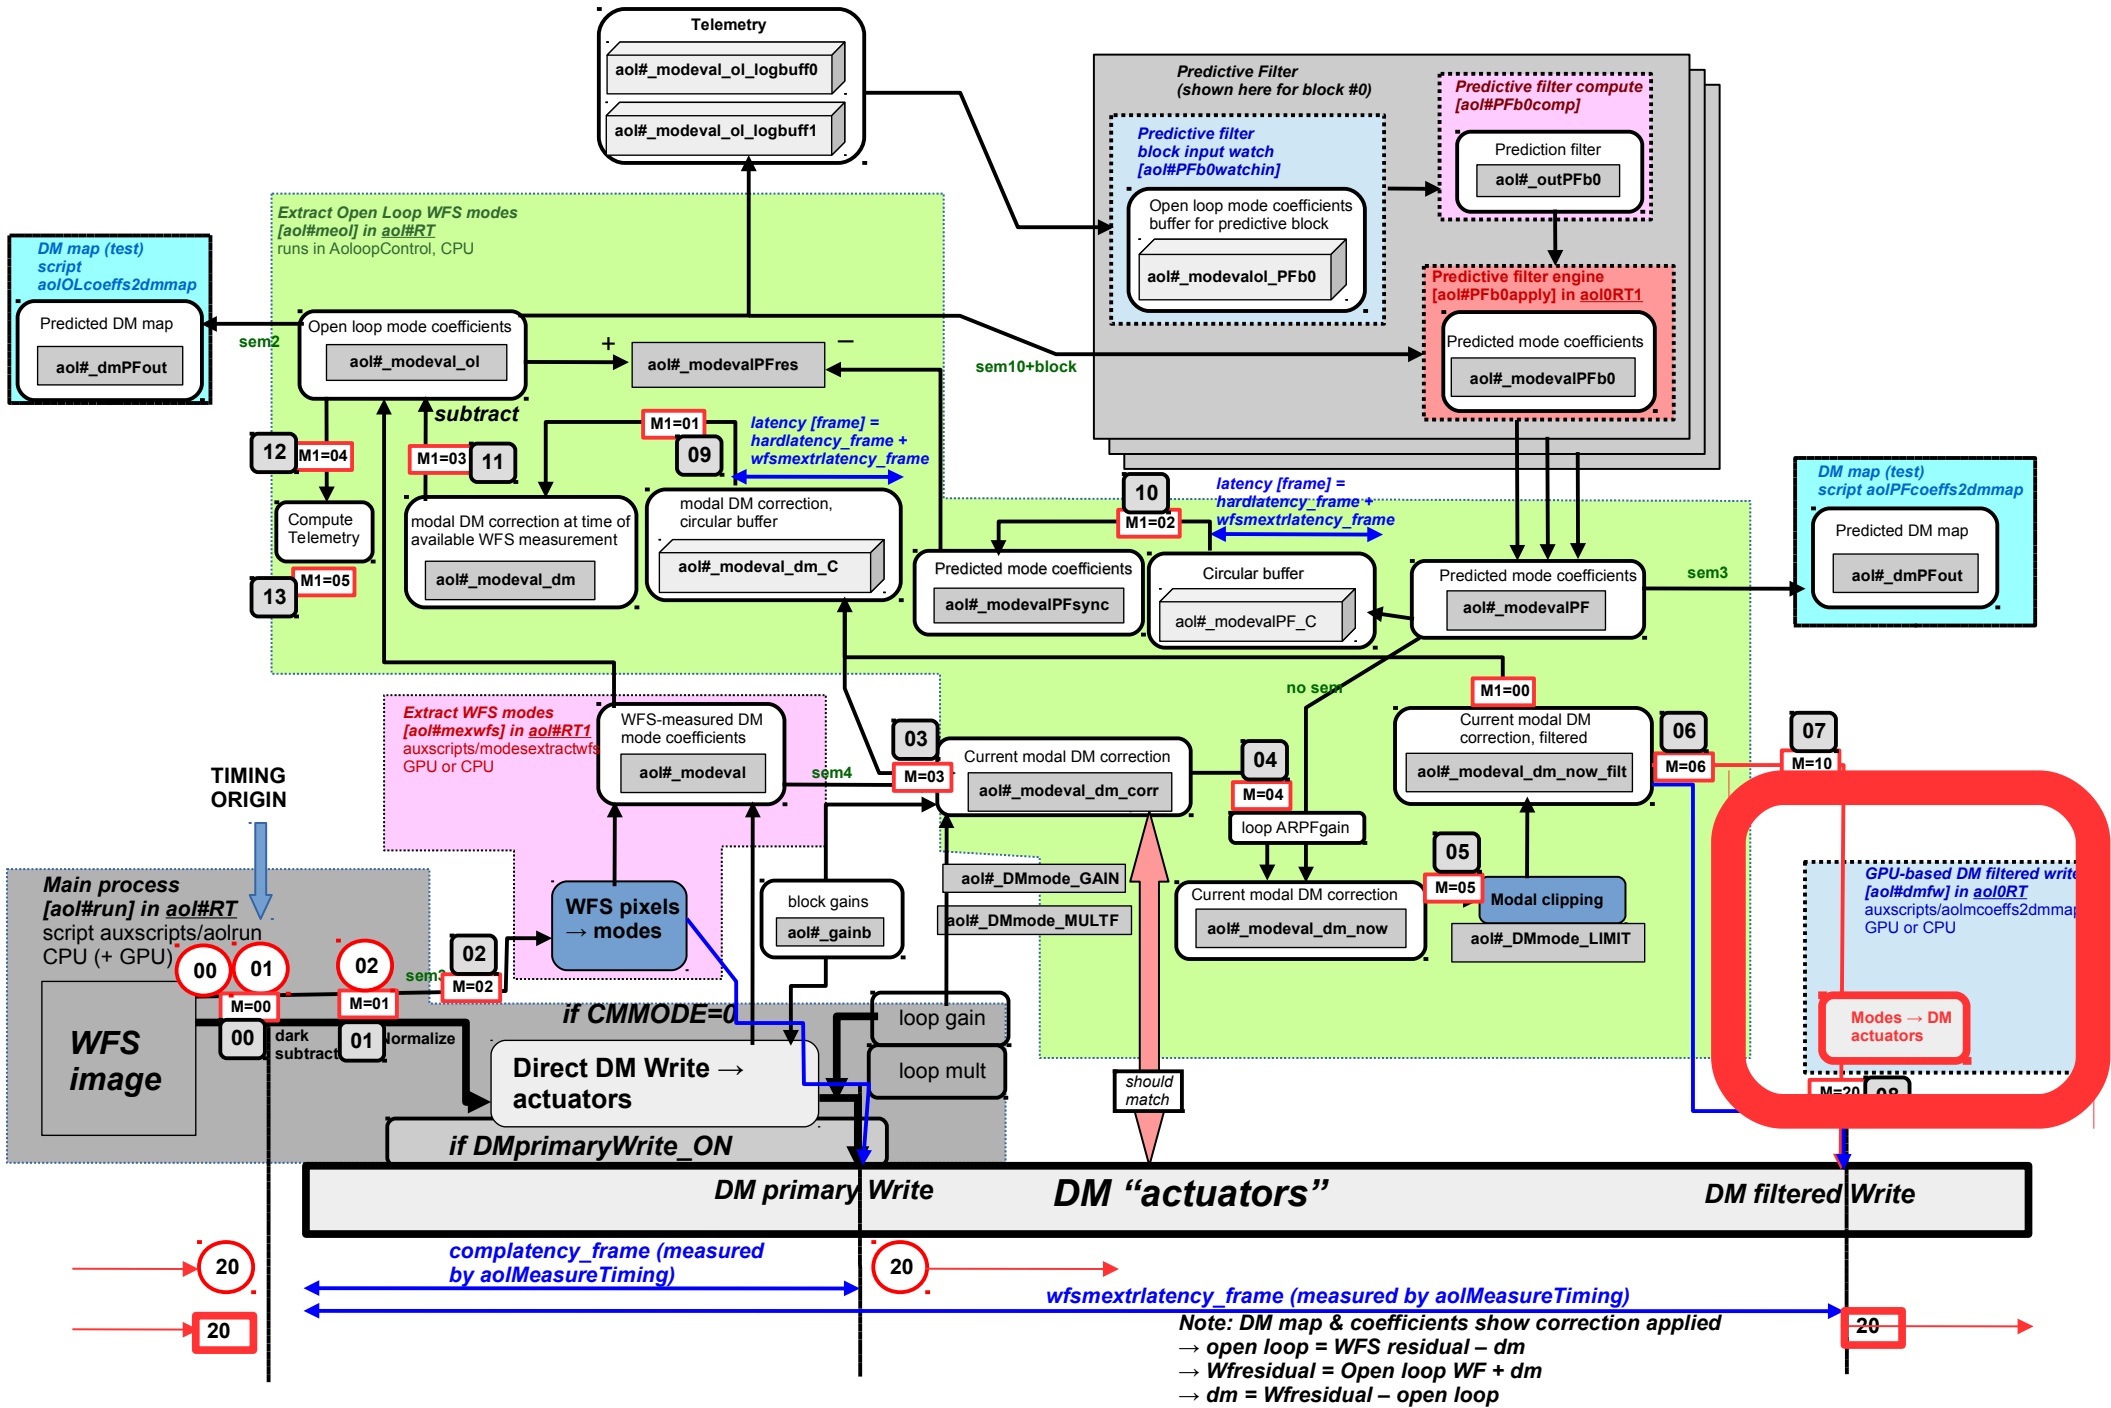 Telemetry
aol#_modeval_ol_logbuff0
aol#_modeval_ol_logbuff1
Predictive Filter
(shown here for block #0)
Predictive filter compute
[aol#PFb0comp]
Prediction filter
aol#_outPFb0
Predictive filter
block input watch
[aol#PFb0watchin]
Open loop mode coefficients
buffer for predictive block
aol#_modevalol_PFb0
Predictive filter engine
[aol#PFb0apply] in aol0RT1
Predicted mode coefficients
aol#_modevalPFb0
Extract Open Loop WFS modes
[aol#meol] in aol#RT
runs in AoloopControl, CPU
DM map (test)
script
aolOLcoeffs2dmmap
Predicted DM map
aol#_dmPFout
sem2
Open loop mode coefficients
aol#_modeval_ol
+
aol#_modevalPFres
–
sem10+block
subtract
M1=01
09
latency [frame] =
hardlatency_frame +
wfsmextrlatency_frame
12
M1=04
M1=03
11
Compute
Telemetry
13
M1=05
modal DM correction at time of
available WFS measurement
aol#_modeval_dm
modal DM correction,
circular buffer
aol#_modeval_dm_C
10
M1=02
latency [frame] =
hardlatency_frame +
wfsmextrlatency_frame
Predicted mode coefficients
aol#_modevalPFsync
Circular buffer
aol#_modevalPF_C
Predicted mode coefficients
aol#_modevalPF
sem3
DM map (test)
script aolPFcoeffs2dmmap
Predicted DM map
aol#_dmPFout
no sem
M1=00
Extract WFS modes
[aol#mexwfs] in aol#RT1
auxscripts/modesextractwfs
GPU or CPU
WFS-measured DM
mode coefficients
aol#_modeval
sem4
03
M=03
Current modal DM correction
aol#_modeval_dm_corr
04
M=04
loop ARPFgain
Current modal DM
correction, filtered
aol#_modeval_dm_now_filt
06
M=06
07
M=10
TIMING
ORIGIN
05
M=05
Modal clipping
aol#_DMmode_LIMIT
Current modal DM correction
aol#_modeval_dm_now
aol#_DMmode_GAIN
aol#_DMmode_MULTF
block gains
aol#_gainb
WFS pixels
→ modes
GPU-based DM filtered write
[aol#dmfw] in aol0RT
auxscripts/aolmcoeffs2dmmap
GPU or CPU
Modes → DM
actuators
M=20
08
Main process
[aol#run] in aol#RT
script auxscripts/aolrun
CPU (+ GPU)
00
01
02
sem3
02
M=02
M=00
M=01
00
dark
subtract
01
Normalize
WFS
image
if CMMODE=0
loop gain
loop mult
Direct DM Write →
actuators
if DMprimaryWrite_ON
should
match
DM primary Write
DM “actuators”
DM filtered Write
20
complatency_frame (measured
by aolMeasureTiming)
20
wfsmextrlatency_frame (measured by aolMeasureTiming)
20
20
Note: DM map & coefficients show correction applied
→ open loop = WFS residual – dm
→ Wfresidual = Open loop WF + dm
→ dm = Wfresidual – open loop